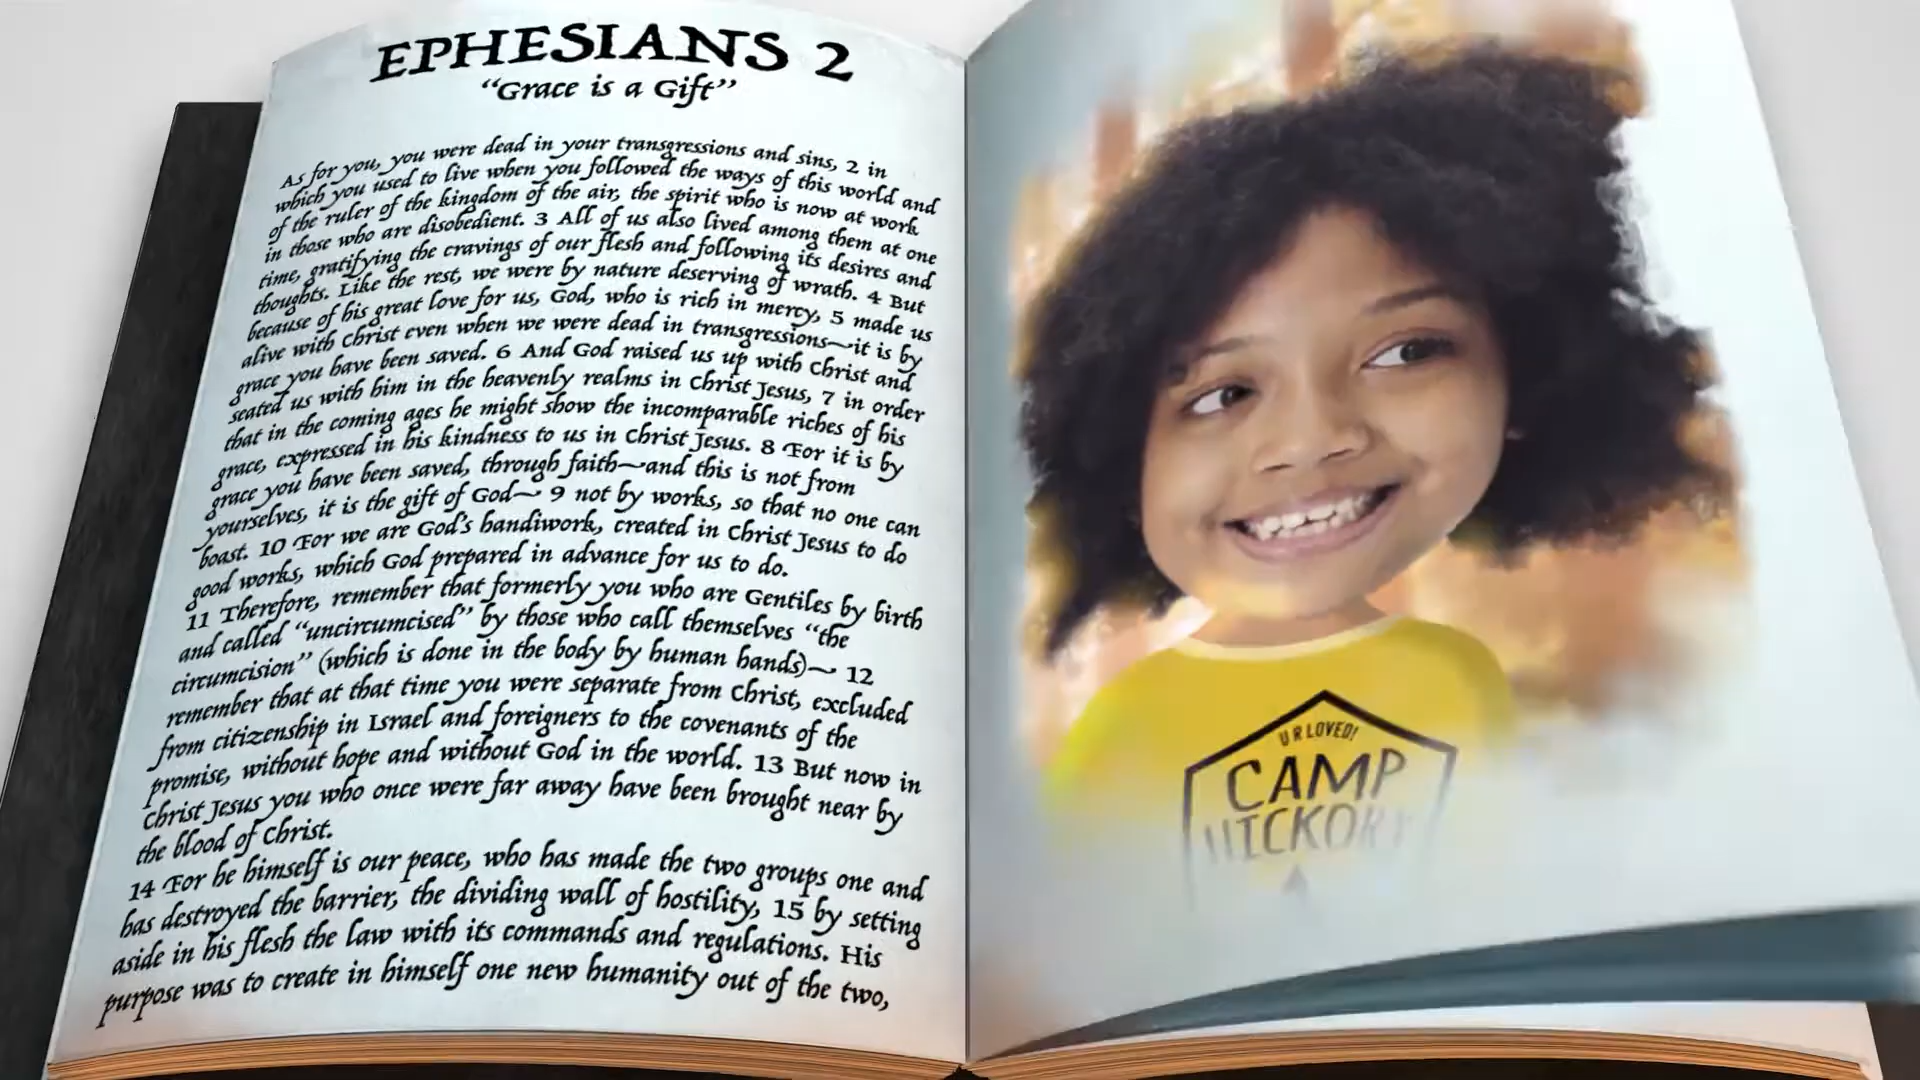 EPHESIANS 2
“Grace is a Gift”
As for you, you were dead in your transgressions and sins, 2 in
which you used to live when you followed the ways of this world and
of the ruler of the kingdom of the air, the spirit who is now at work
in those who are disobedient. 3 All of us also lived among them at one
time, gratifying the cravings of our flesh and following its desires and
thoughts. Like the rest, we were by nature deserving of wrath. 4 But
because of his great love for us, God, who is rich in mercy, 5 made us
alive with Christ even when we were dead in transgressions—it is by
grace you have been saved. 6 And God raised us up with Christ and
seated us with him in the heavenly realms in Christ Jesus, 7 in order
that in the coming ages he might show the incomparable riches of his
grace, expressed in his kindness to us in Christ Jesus. 8 For it is by
grace you have been saved, through faith—and this is not from
yourselves, it is the gift of God— 9 not by works, so that no one can
boast. 10 For we are God’s handiwork, created in Christ Jesus to do
good works, which God prepared in advance for us to do.
11 Therefore, remember that formerly you who are Gentiles by birth
and called “uncircumcised” by those who call themselves “the
circumcision” (which is done in the body by human hands)— 12
remember that at that time you were separate from Christ, excluded
from citizenship in Israel and foreigners to the covenants of the
promise, without hope and without God in the world. 13 But now in
Christ Jesus you who once were far away have been brought near by
the blood of Christ.
14 For he himself is our peace, who has made the two groups one and
has destroyed the barrier, the dividing wall of hostility, 15 by setting
aside in his flesh the law with its commands and regulations. His
purpose was to create in himself one new humanity out of the two,
U R LOVED!
CAMP
HICKORY